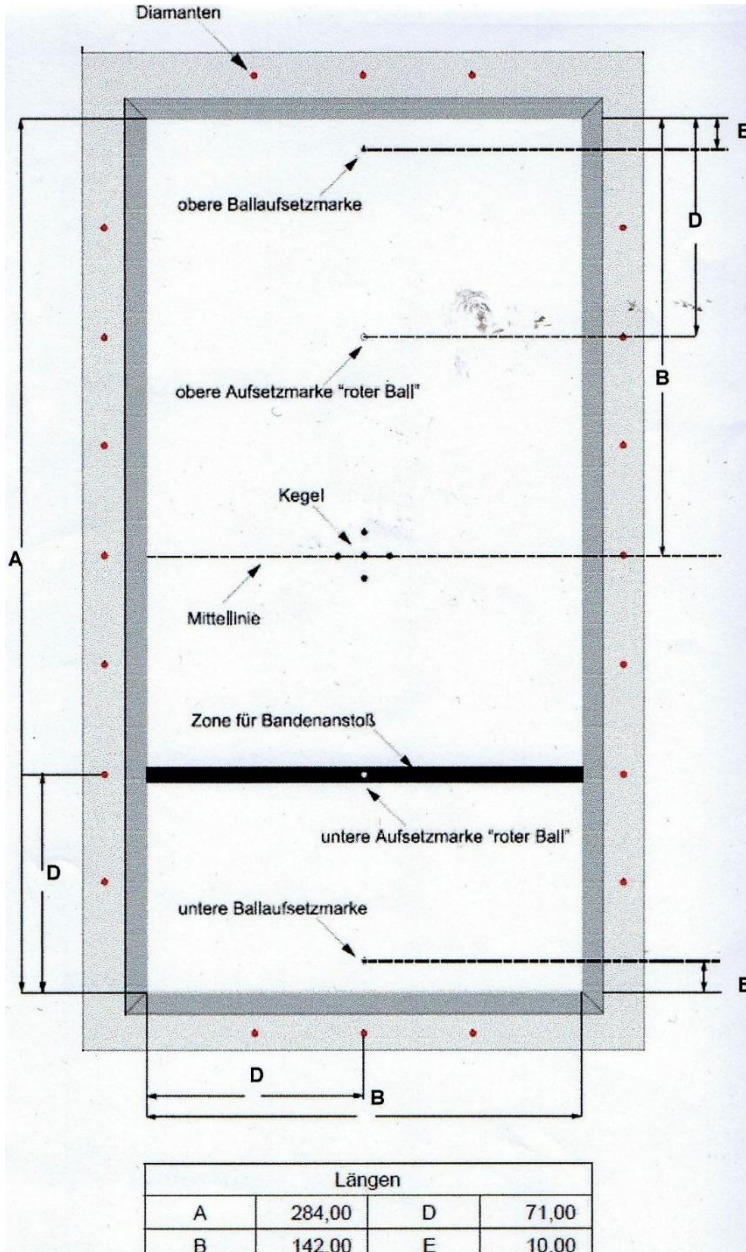 Diamanten
E
obere Ballaufsetzmarke
D
obere Aufsetzmarke "roter Ball"
B
Kegel
A
Mittellinie
Zone für Bandenanstoß
untere Aufsetzmarke "roter Ball"
D
untere Ballaufsetzmarke
E
D
B
Längen
A 284,00 D 71,00
B 142,00 E 10,00